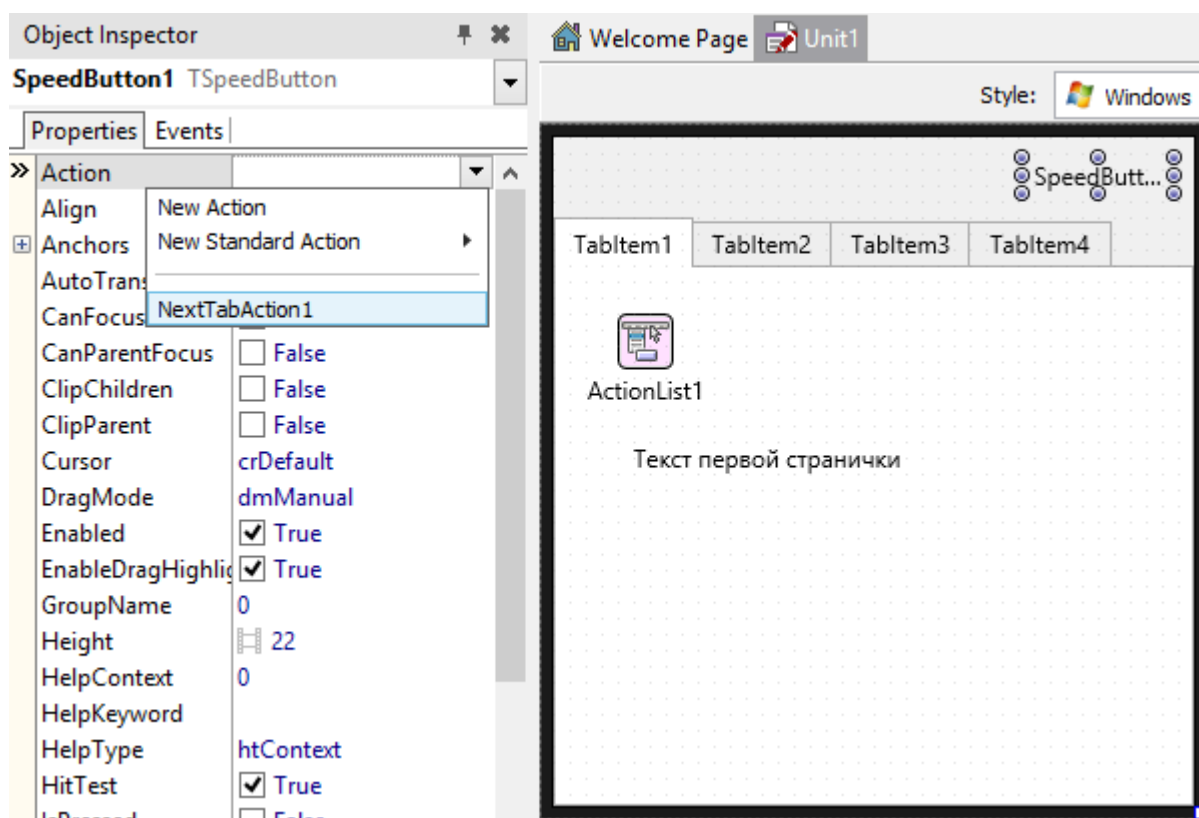 Object Inspector
SpeedButton1 TSpeedButton
Properties Events
Action
New Action
New Standard Action
NextTabAction1
Align
Anchors
AutoTrans
CanFocus
CanParentFocus False
ClipChildren False
ClipParent False
Cursor crDefault
DragMode dmManual
Enabled True
EnableDragHighlig True
GroupName 0
Height 22
HelpContext 0
HelpKeyword
HelpType htContext
HitTest True
Welcome Page Unit1
Style: Windows
SpeedButt...
TabItem1 TabItem2 TabItem3 TabItem4
ActionList1
Текст первой странички